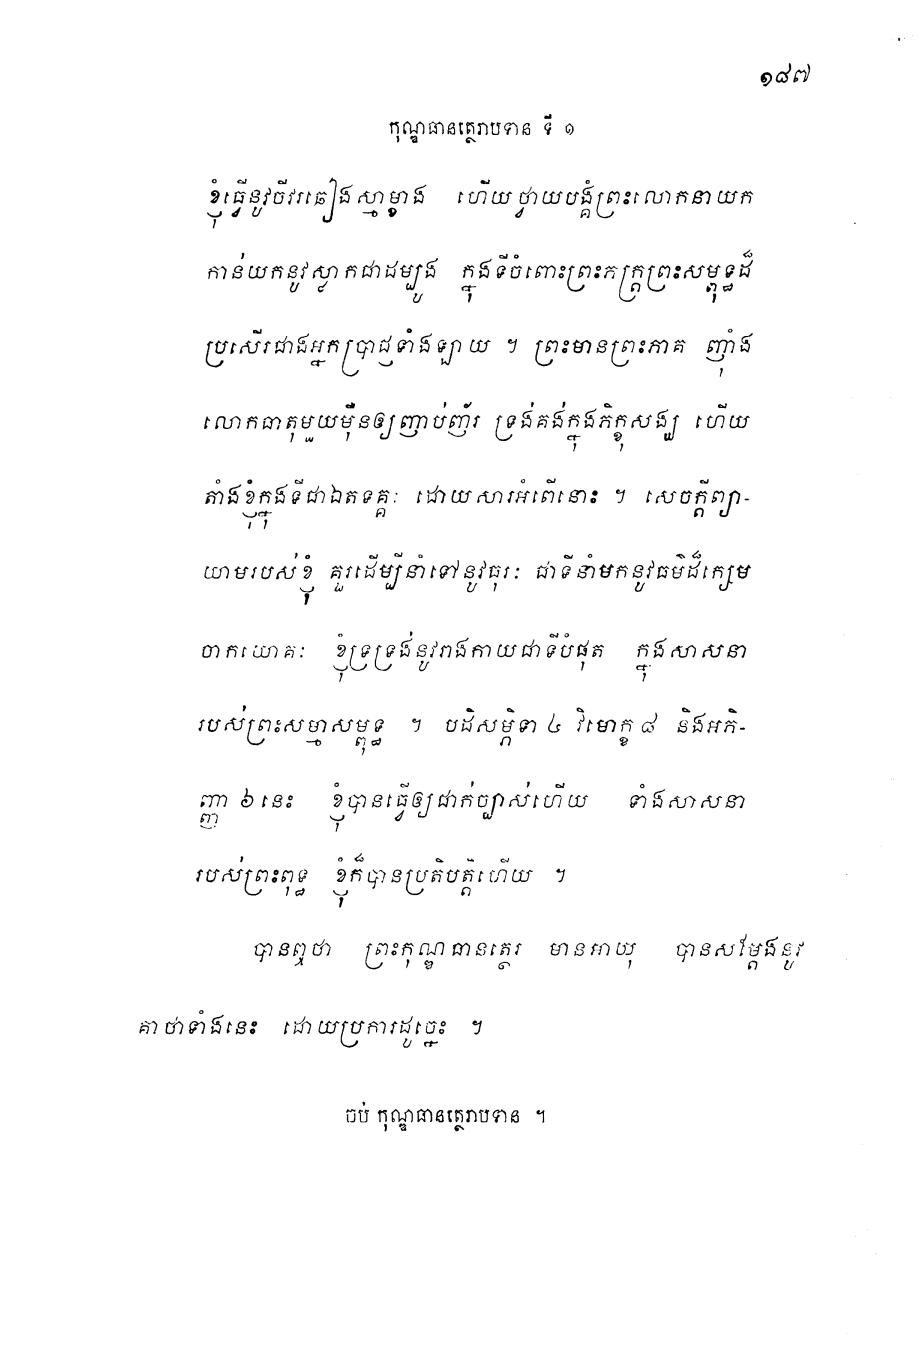 ១៨៧
កុណ្ឌធានត្ថេរាបទាន ទី ១
ខ្ញុំធ្វើនូវចីវរឆៀងស្មាម្ខាង ហើយថ្វាយបង្គំព្រះលោកនាយក
កាន់យកនូវស្លាកជាដម្បូង ក្នុងទីចំពោះព្រះភក្ត្រព្រះសម្ពុទ្ធដ៏
ប្រសើរជាងអ្នកប្រាជ្ញទាំងឡាយ ។ ព្រះមានព្រះភាគ ញុំាង
លោកធាតុមួយម៉ឺនឲ្យញាប់ញ័រ ទ្រង់គង់ក្នុងភិក្ខុសង្ឃ ហើយ
តាំងខ្ញុំក្នុងទីជាឯតទគ្គៈ ដោយសារអំពើនោះ ។ សេចក្តីព្យា-
យាមរបស់ខ្ញុំ គួរដើម្បីនាំទៅនូវធុរៈ ជាទីនាំមកនូវធម៌ដ៏ក្សេម
ចាកយោគៈ ខ្ញុំទ្រទ្រង់នូវរាងកាយជាទីបំផុត ក្នុងសាសនា
របស់ព្រះសម្មាសម្ពុទ្ធ ។ បដិសម្ភិទា ៤ វិមោក្ខ ៨ និងអភិ-
ញ្ញា ៦ នេះ ខ្ញុំបានធ្វើឲ្យជាក់ច្បាស់ហើយ ទាំងសាសនា
របស់ព្រះពុទ្ធ ខ្ញុំក៏បានប្រតិបត្តិហើយ ។
បានឮថា ព្រះកុណ្ឌធានត្ថេរ មានអាយុ បានសម្តែងនូវ
គាថាទាំងនេះ ដោយប្រការដូច្នេះ ។
ចប់ កុណ្ឌធានត្ថេរាបទាន ។